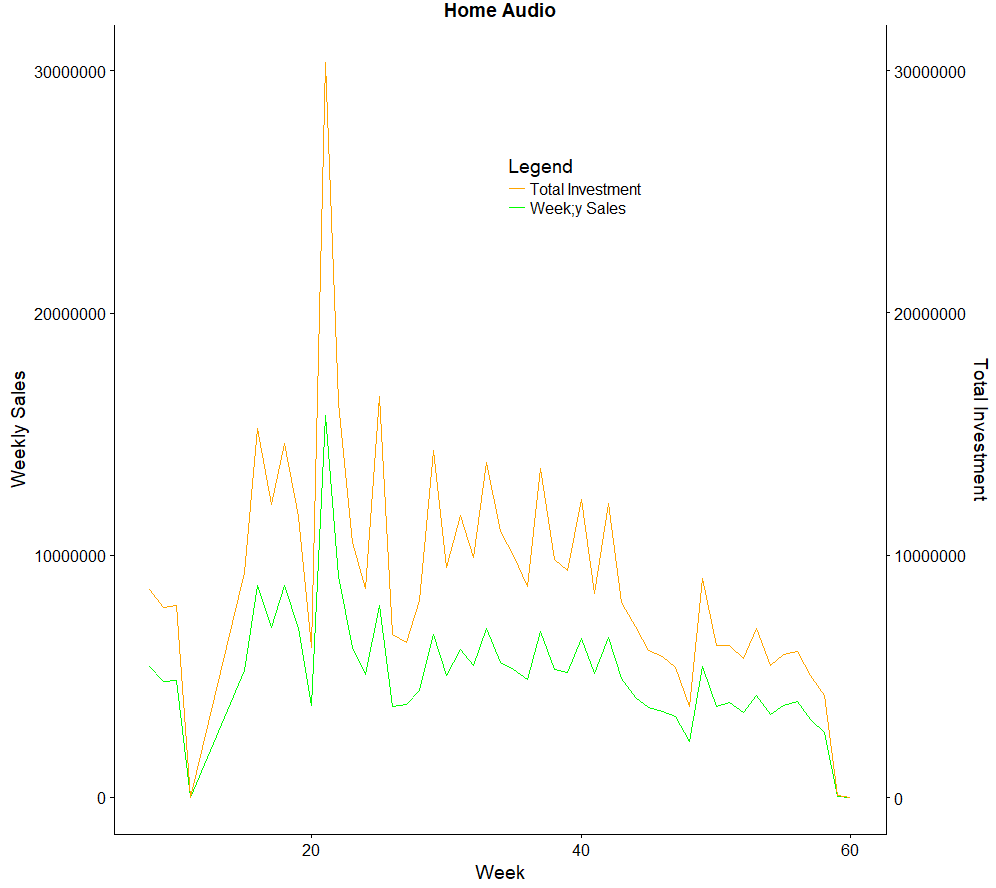 Home Audio
30000000
20000000
10000000
0
Weekly Sales
Legend
Total Investment
Week;y Sales
30000000
20000000
10000000
0
Total Investment
20
40
60
Week